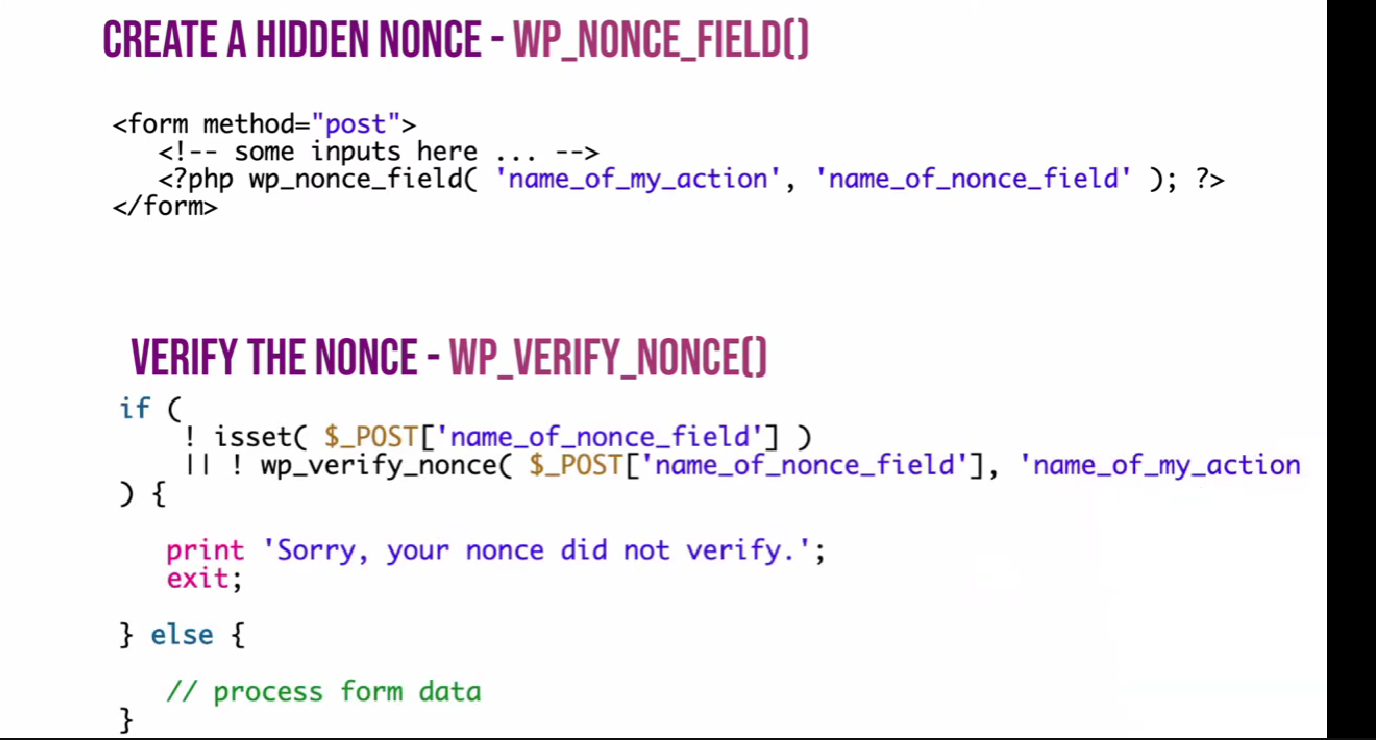 CREATE A HIDDEN NONCE - WP_NONCE_FIELD()
<form method="post">
<!-- some inputs here ... -->
<?php wp_nonce_field( 'name_of_my_action', 'name_of_nonce_field' ); ?>
</form>
VERIFY THE NONCE - WP_VERIFY_NONCE()
if (
! isset( $_POST['name_of_nonce_field'] )
|| ! wp_verify_nonce( $_POST['name_of_nonce_field'], 'name_of_my_action
) {
print 'Sorry, your nonce did not verify.';
exit;
} else {
// process form data
}